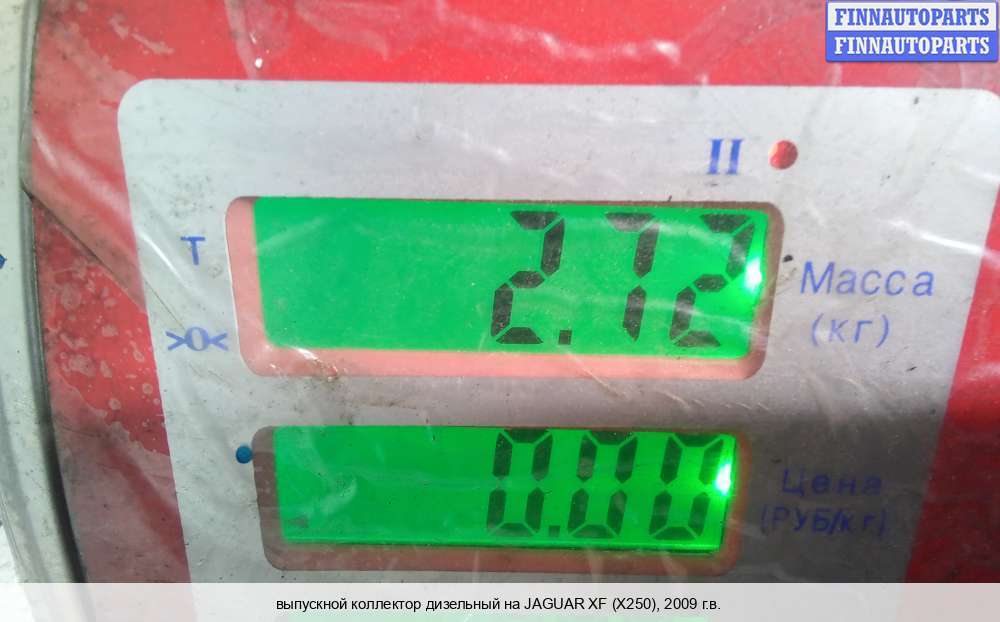 FINNAUTOPARTS
FINNAUTOPARTS
II
T
2.72
Масса
(кг)
>0<
0.00
Цена
(РУБ/кг)
выпускной коллектор дизельный на JAGUAR XF (X250), 2009 г.в.